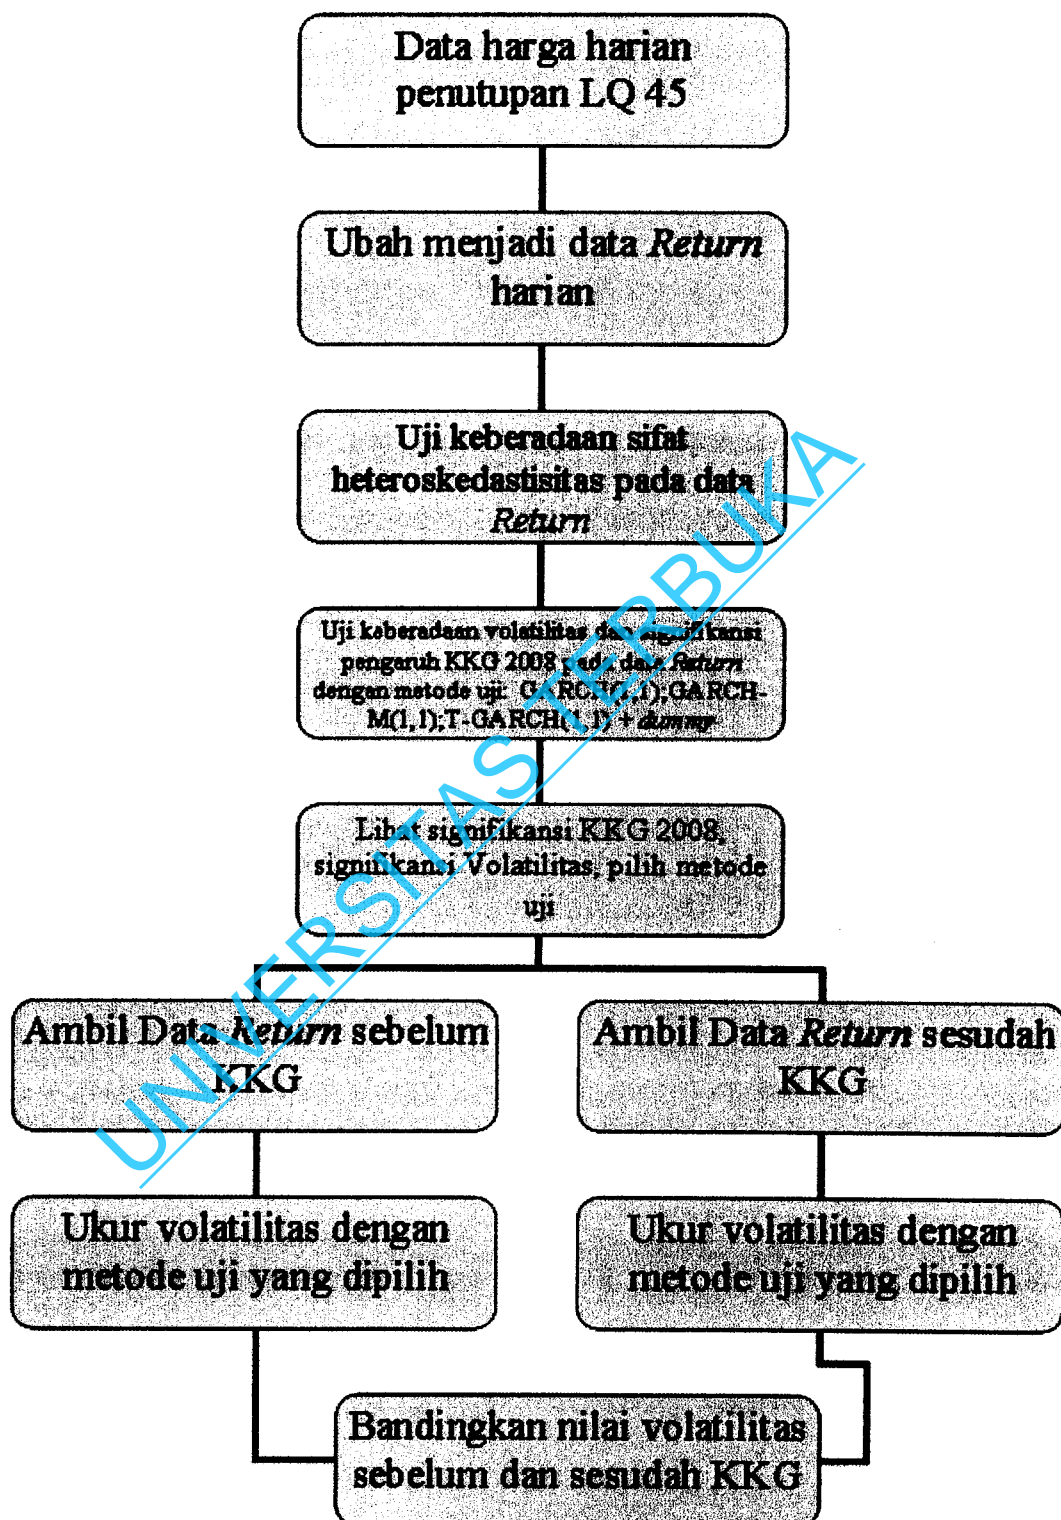 Data harga harian
penutupan LQ 45
Ubah menjadi data Return
harian
Uji keberadaan sifat
heteroskedastisitas pada data
Return
Uji keberadaan volatilitas dan signifikansi
pengaruh KKG 2008 pada data Return
dengan metode uji: GARCH(1,1);GARCH-
M(1,1);T-GARCH(1,1) + dummy
Lihat signifikansi KKG 2008,
signifikansi Volatilitas, pilih metode
uji
Ambil Data Return sebelum
KKG
Ambil Data Return sesudah
KKG
Ukur volatilitas dengan
metode uji yang dipilih
Ukur volatilitas dengan
metode uji yang dipilih
Bandingkan nilai volatilitas
sebelum dan sesudah KKG
UNIVERSITAS TERBUKA